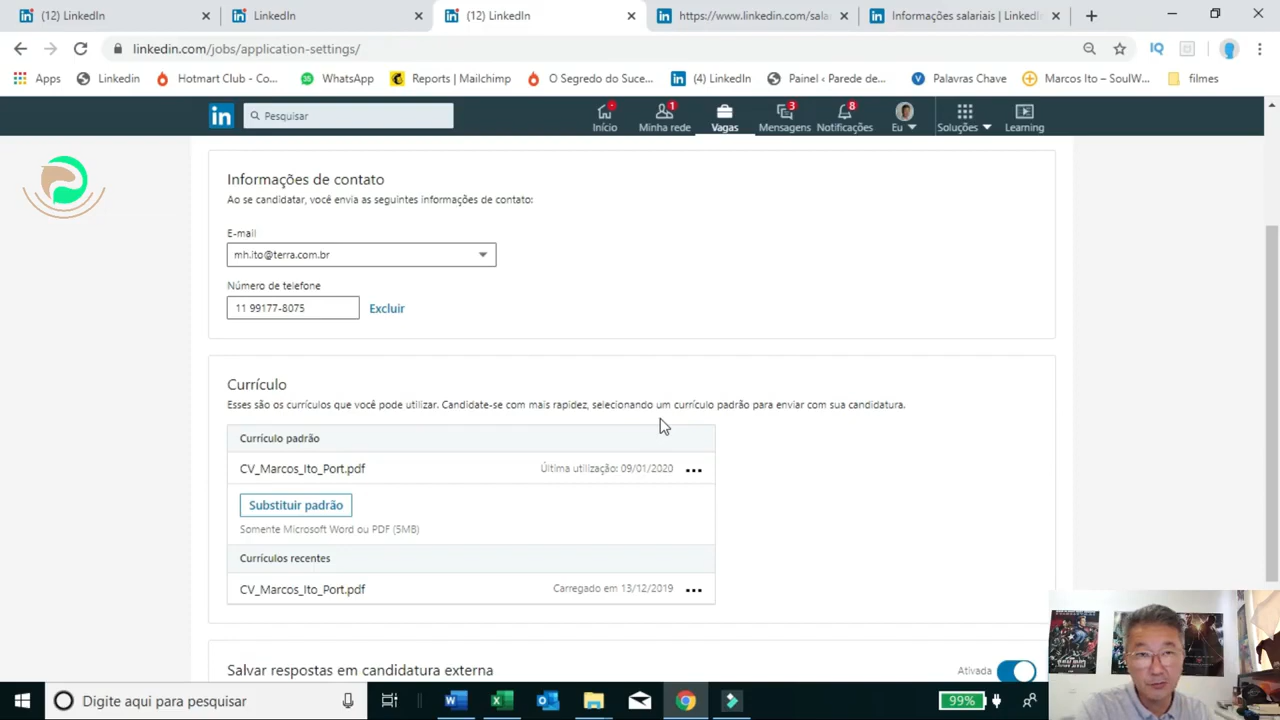 (12) LinkedIn
LinkedIn
(12) LinkedIn
https://www.linkedin.com/sala
Informações salariais | LinkedI
linkedin.com/jobs/application-settings/
IQ
Apps
Linkedin
Hotmart Club - Co...
WhatsApp
Reports | Mailchimp
O Segredo do Suce...
(4) LinkedIn
Painel ‹ Parede de...
Palavras Chave
Marcos Ito – SoulW...
filmes
in
Pesquisar
Início
1
Minha rede
Vagas
3
Mensagens
8
Notificações
Eu
Soluções
Learning
Informações de contato
Ao se candidatar, você envia as seguintes informações de contato:
E-mail
mh.ito@terra.com.br
Número de telefone
11 99177-8075
Excluir
Currículo
Esses são os currículos que você pode utilizar. Candidate-se com mais rapidez, selecionando um currículo padrão para enviar com sua candidatura.
Currículo padrão
CV_Marcos_Ito_Port.pdf
Última utilização: 09/01/2020
Substituir padrão
Somente Microsoft Word ou PDF (5MB)
Currículos recentes
CV_Marcos_Ito_Port.pdf
Carregado em 13/12/2019
Salvar respostas em candidatura externa
Ativada
Digite aqui para pesquisar
99%